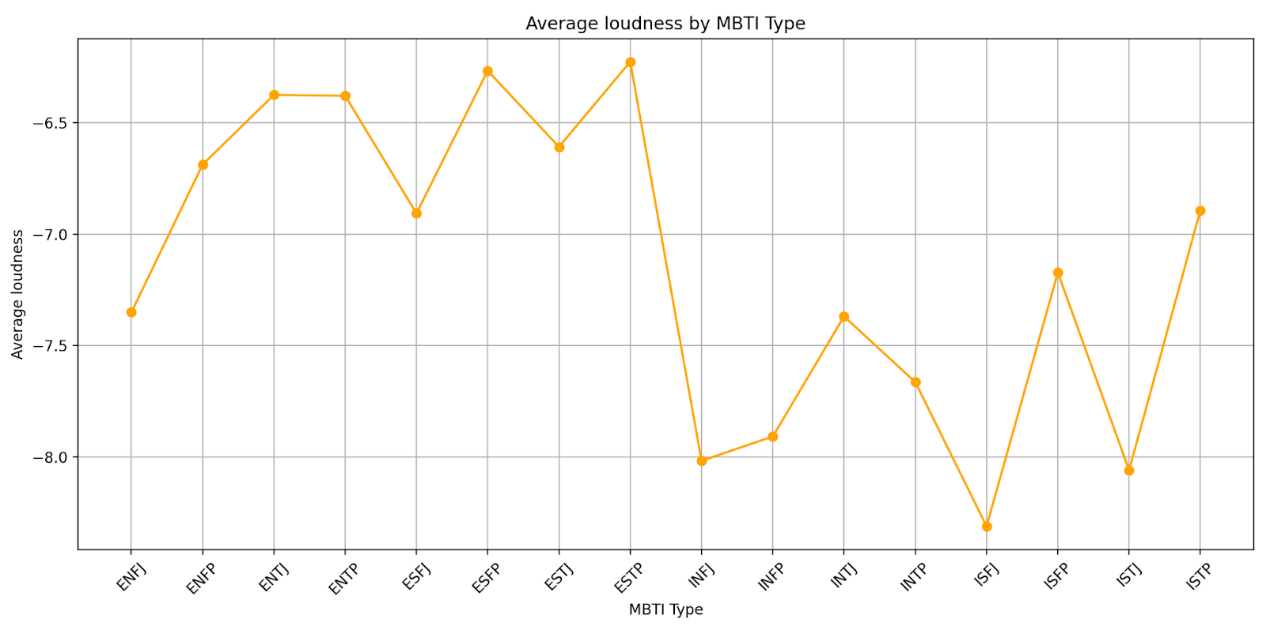 Average loudness by MBTI Type
Average loudness
−6.5
−7.0
−7.5
−8.0
ENFJ
ENFP
ENTJ
ENTP
ESFJ
ESFP
ESTJ
ESTP
INFJ
INFP
INTJ
INTP
ISFJ
ISFP
ISTJ
ISTP
MBTI Type